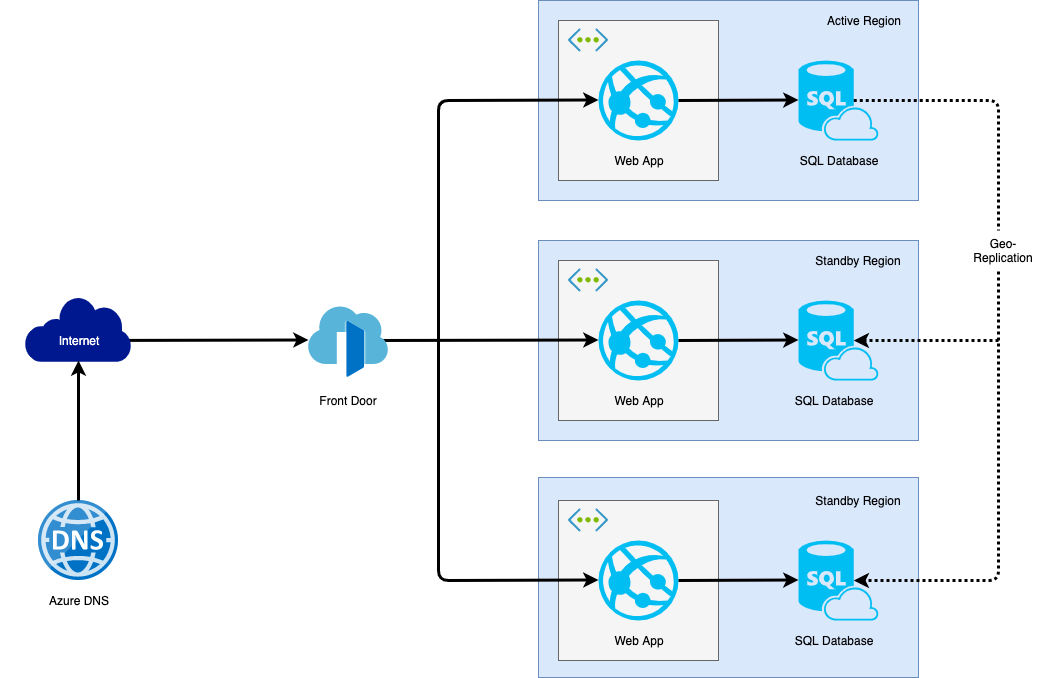 Active Region
SQL
Web App
SQL Database
Geo-
Replication
Standby Region
SQL
Web App
SQL Database
Internet
Front Door
Standby Region
DNS
SQL
Azure DNS
Web App
SQL Database